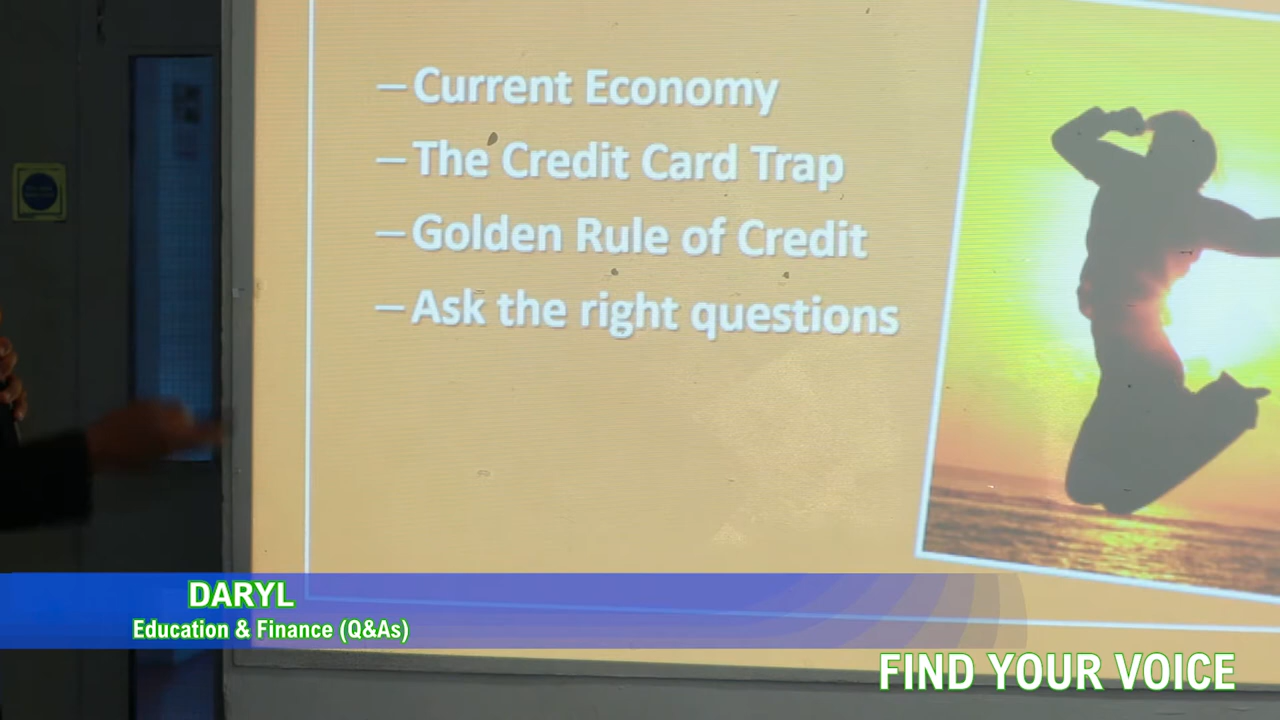 – Current Economy
– The Credit Card Trap
– Golden Rule of Credit
– Ask the right questions
DARYL
Education & Finance (Q&As)
FIND YOUR VOICE